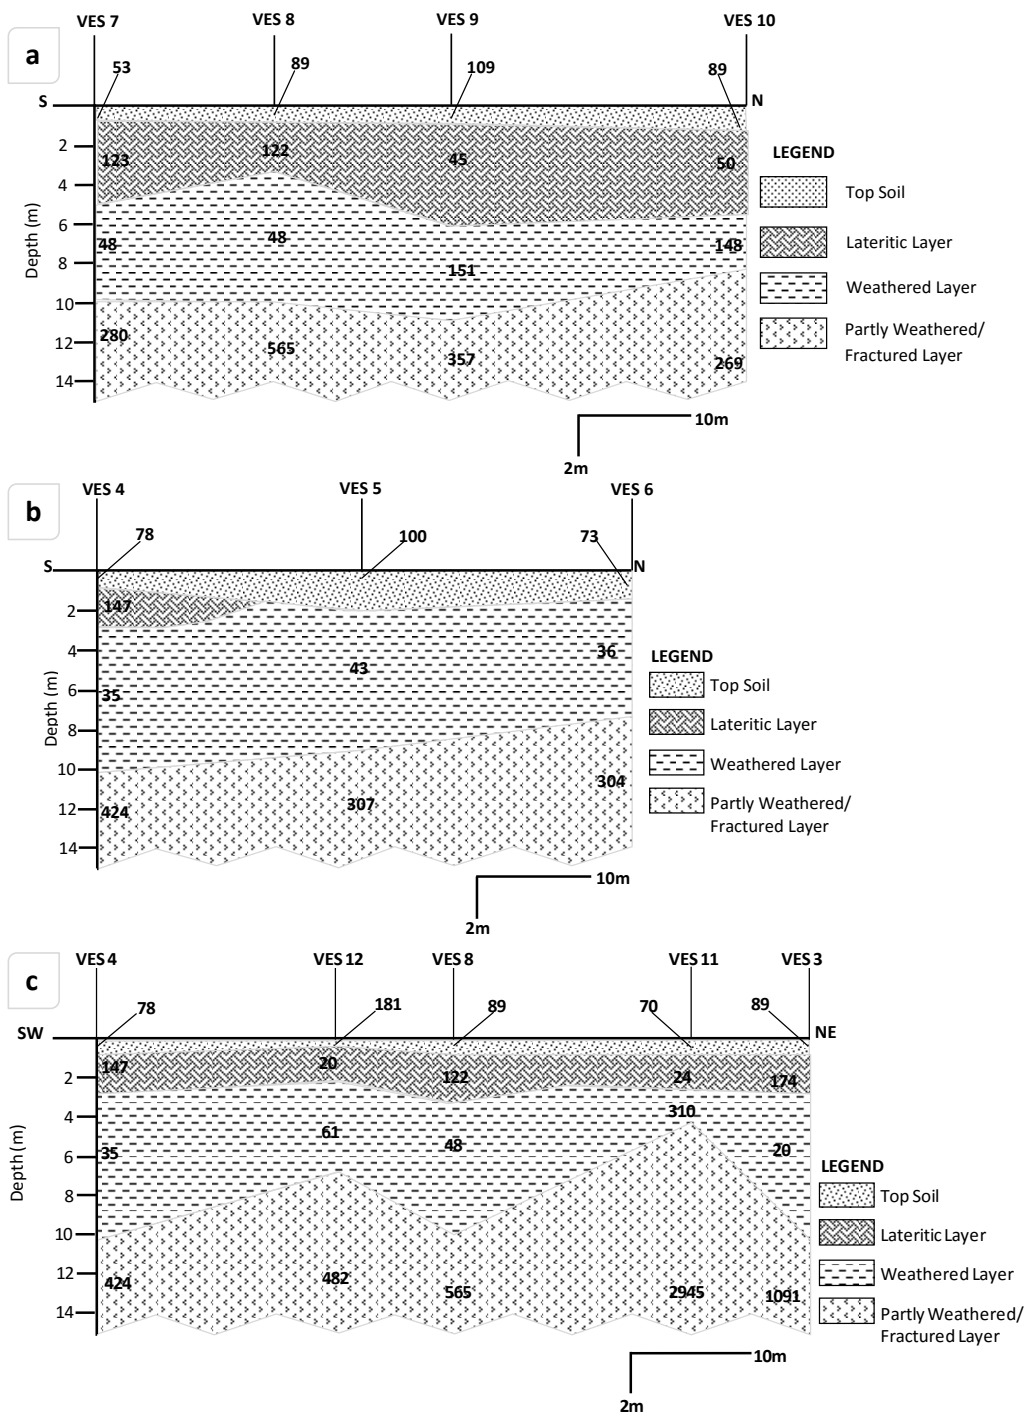 VES 7 VES 8 VES 9 VES 10
a
53 89 109 89
S N
2
123 122 45 50
4
6
48 48 151 148
8
10
280 565 357 269
12
14
Depth (m)
LEGEND
Top Soil
Lateritic Layer
Weathered Layer
Partly Weathered/
Fractured Layer
10m
2m
VES 4 VES 5 VES 6
b
78 100 73
S N
2
147
4
43 36
6
35
8
10
424 307 304
12
14
Depth (m)
LEGEND
Top Soil
Lateritic Layer
Weathered Layer
Partly Weathered/
Fractured Layer
10m
2m
VES 4 VES 12 VES 8 VES 11 VES 3
c
78 181 89 70 89
SW NE
147 20 122 24 174
2
310
4
35 61 48 20
6
8
10
424 482 565 2945 1091
12
14
Depth (m)
LEGEND
Top Soil
Lateritic Layer
Weathered Layer
Partly Weathered/
Fractured Layer
10m
2m